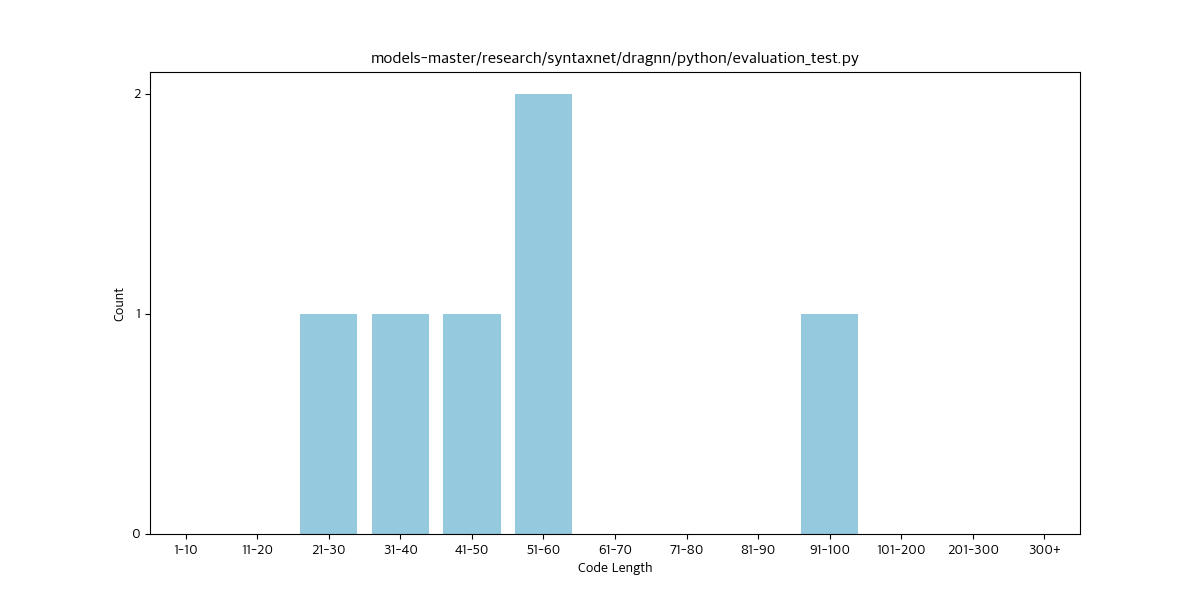 models-master/research/syntaxnet/dragnn/python/evaluation_test.py
2
1
0
Count
1-10 11-20 21-30 31-40 41-50 51-60 61-70 71-80 81-90 91-100 101-200 201-300 300+
Code Length